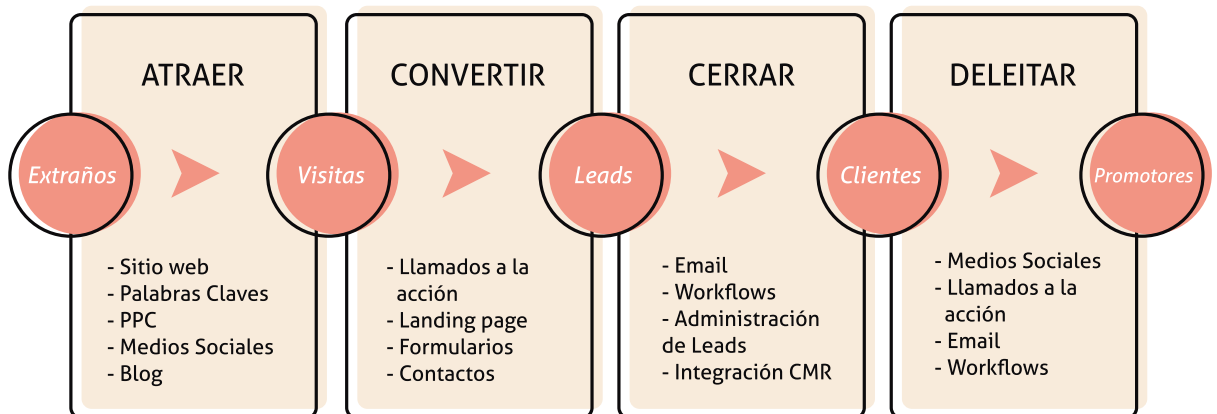 ATRAER
CONVERTIR
CERRAR
DELEITAR
Extraños
Visitas
Leads
Clientes
Promotores
- Sitio web
- Palabras Claves
- PPC
- Medios Sociales
- Blog
- Llamados a la
acción
- Landing page
- Formularios
- Contactos
- Email
- Workflows
- Administración
de Leads
- Integración CMR
- Medios Sociales
- Llamados a la
acción
- Email
- Workflows